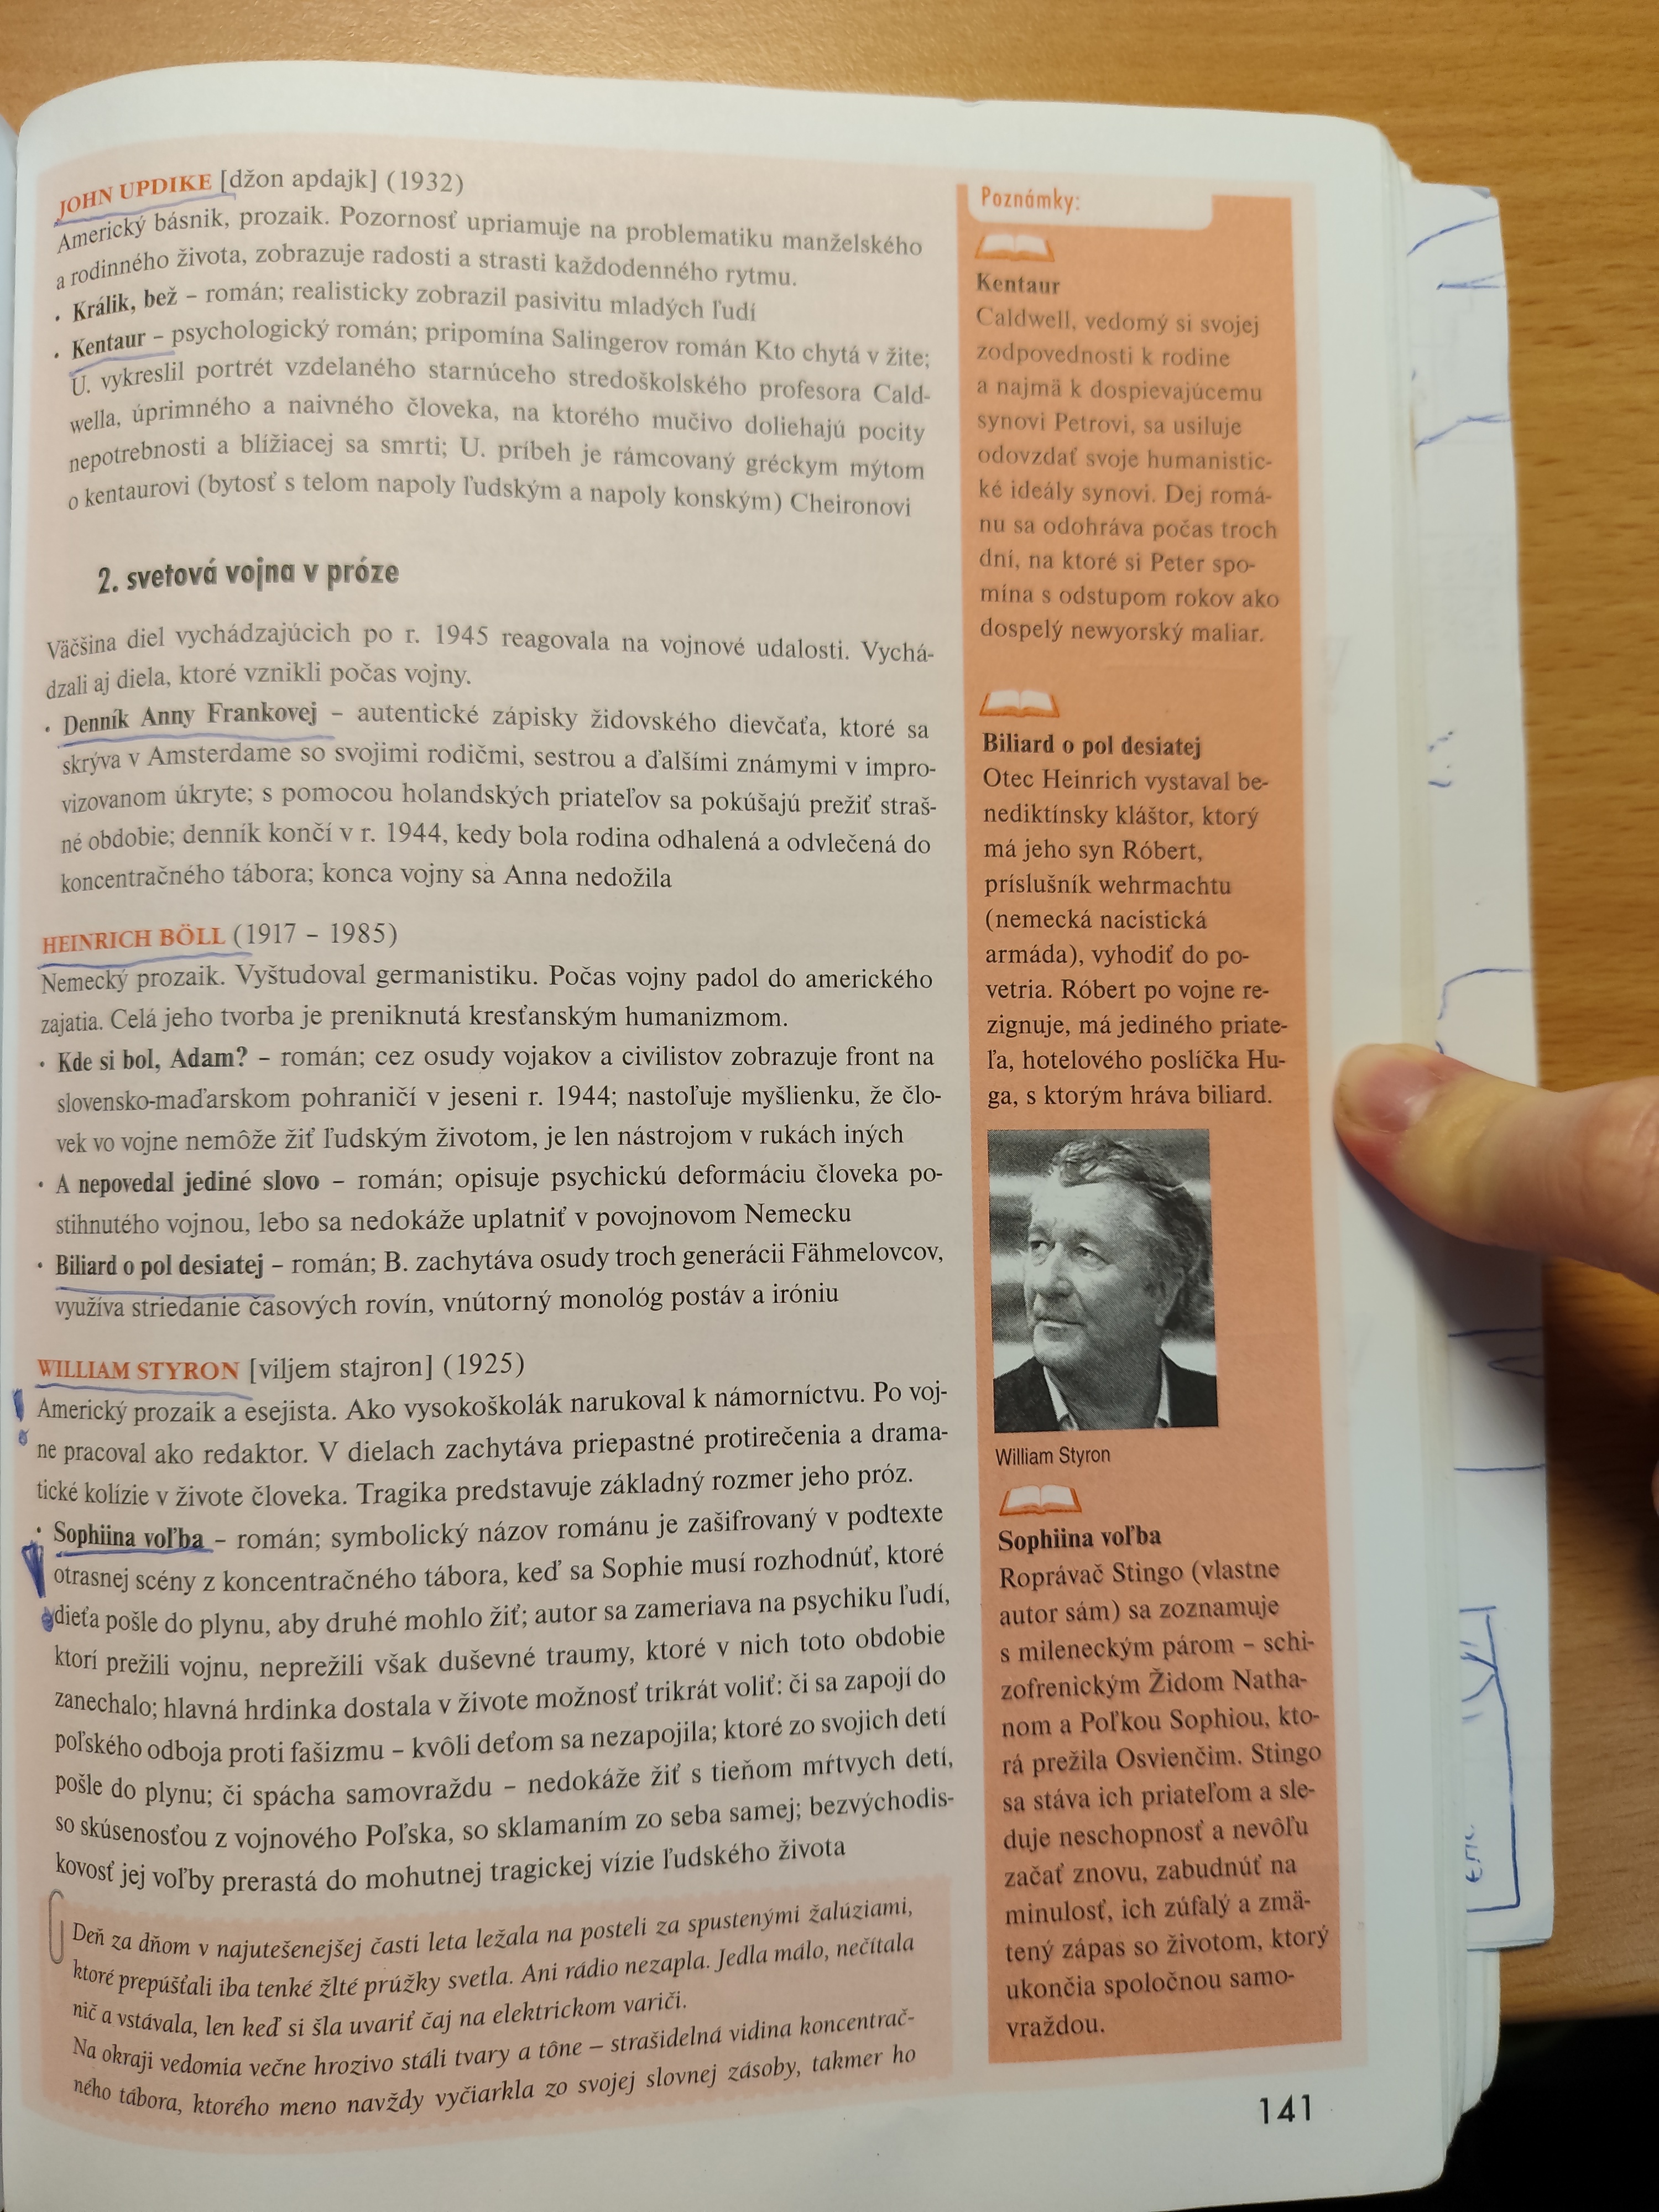 JOHN UPDIKE [džon apdajk] (1932)
Americký básnik, prozaik. Pozornosť upriamuje na problematiku manželského
a rodinného života, zobrazuje radosti a strasti každodenného rytmu.
• Králik, bež – román; realisticky zobrazil pasivitu mladých ľudí
• Kentaur – psychologický román; pripomína Salingerov román Kto chytá v žite;
U. vykreslil portrét vzdelaného starnúceho stredoškolského profesora Cald-
wella, úprimného a naivného človeka, na ktorého mučivo doliehajú pocity
nepotrebnosti a blížiacej sa smrti; U. príbeh je rámcovaný gréckym mýtom
o kentaurovi (bytosť s telom napoly ľudským a napoly konským) Cheironovi
2. svetová vojna v próze
Väčšina diel vychádzajúcich po r. 1945 reagovala na vojnové udalosti. Vychá-
dzali aj diela, ktoré vznikli počas vojny.
• Denník Anny Frankovej – autentické zápisky židovského dievčaťa, ktoré sa
skrýva v Amsterdame so svojimi rodičmi, sestrou a ďalšími známymi v impro-
vizovanom úkryte; s pomocou holandských priateľov sa pokúšajú prežiť straš-
né obdobie; denník končí v r. 1944, kedy bola rodina odhalená a odvlečená do
koncentračného tábora; konca vojny sa Anna nedožila
HEINRICH BÖLL (1917 – 1985)
Nemecký prozaik. Vyštudoval germanistiku. Počas vojny padol do amerického
zajatia. Celá jeho tvorba je preniknutá kresťanským humanizmom.
• Kde si bol, Adam? – román; cez osudy vojakov a civilistov zobrazuje front na
slovensko-maďarskom pohraničí v jeseni r. 1944; nastoľuje myšlienku, že člo-
vek vo vojne nemôže žiť ľudským životom, je len nástrojom v rukách iných
• A nepovedal jediné slovo – román; opisuje psychickú deformáciu človeka po-
stihnutého vojnou, lebo sa nedokáže uplatniť v povojnovom Nemecku
• Biliard o pol desiatej – román; B. zachytáva osudy troch generácii Fähmelovcov,
využíva striedanie časových rovín, vnútorný monológ postáv a iróniu
WILLIAM STYRON [viljem stajron] (1925)
Americký prozaik a esejista. Ako vysokoškolák narukoval k námorníctvu. Po voj-
ne pracoval ako redaktor. V dielach zachytáva priepastné protirečenia a drama-
tické kolízie v živote človeka. Tragika predstavuje základný rozmer jeho próz.
• Sophiina voľba – román; symbolický názov románu je zašifrovaný v podtexte
otrasnej scény z koncentračného tábora, keď sa Sophie musí rozhodnúť, ktoré
dieťa pošle do plynu, aby druhé mohlo žiť; autor sa zameriava na psychiku ľudí,
ktorí prežili vojnu, neprežili však duševné traumy, ktoré v nich toto obdobie
zanechalo; hlavná hrdinka dostala v živote možnosť trikrát voliť: či sa zapojí do
poľského odboja proti fašizmu – kvôli deťom sa nezapojila; ktoré zo svojich detí
pošle do plynu; či spácha samovraždu – nedokáže žiť s tieňom mŕtvych detí,
so skúsenosťou z vojnového Poľska, so sklamaním zo seba samej; bezvýchodis-
kovosť jej voľby prerastá do mohutnej tragickej vízie ľudského života
Deň za dňom v najutešenejšej časti leta ležala na posteli za spustenými žalúziami,
ktoré prepúšťali iba tenké žlté prúžky svetla. Ani rádio nezapla. Jedla málo, nečítala
nič a vstávala, len keď si šla uvariť čaj na elektrickom variči.
Na okraji vedomia večne hrozivo stáli tvary a tône – strašidelná vidina koncentrač-
ného tábora, ktorého meno navždy vyčiarkla zo svojej slovnej zásoby, takmer ho
Poznámky:
Kentaur
Caldwell, vedomý si svojej
zodpovednosti k rodine
a najmä k dospievajúcemu
synovi Petrovi, sa usiluje
odovzdať svoje humanistic-
ké ideály synovi. Dej romá-
nu sa odohráva počas troch
dní, na ktoré si Peter spo-
mína s odstupom rokov ako
dospelý newyorský maliar.
Biliard o pol desiatej
Otec Heinrich vystaval be-
nediktínsky kláštor, ktorý
má jeho syn Róbert,
príslušník wehrmachtu
(nemecká nacistická
armáda), vyhodiť do po-
vetria. Róbert po vojne re-
zignuje, má jediného priate-
ľa, hotelového poslíčka Hu-
ga, s ktorým hráva biliard.
William Styron
Sophiina voľba
Roprávač Stingo (vlastne
autor sám) sa zoznamuje
s mileneckým párom – schi-
zofrenickým Židom Natha-
nom a Poľkou Sophiou, kto-
rá prežila Osvienčim. Stingo
sa stáva ich priateľom a sle-
duje neschopnosť a nevôľu
začať znovu, zabudnúť na
minulosť, ich zúfalý a zmä-
tený zápas so životom, ktorý
ukončia spoločnou samo-
vraždou.
141